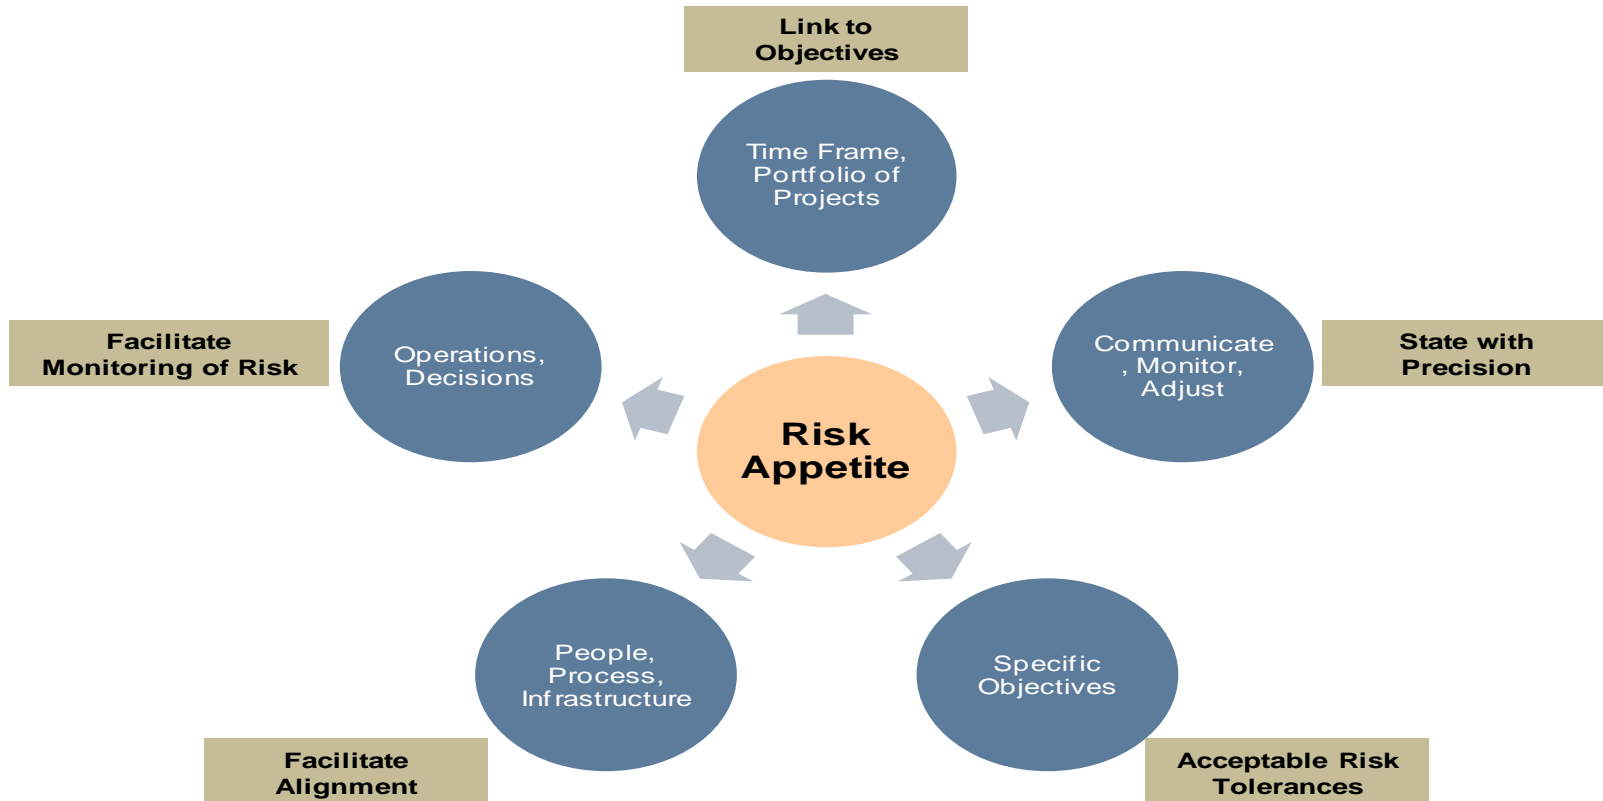 Link to
Objectives
Time Frame,
Portfolio of
Projects
Facilitate
Monitoring of Risk
Operations,
Decisions
Communicate
, Monitor,
Adjust
State with
Precision
Risk
Appetite
People,
Process,
Infrastructure
Specific
Objectives
Facilitate
Alignment
Acceptable Risk
Tolerances